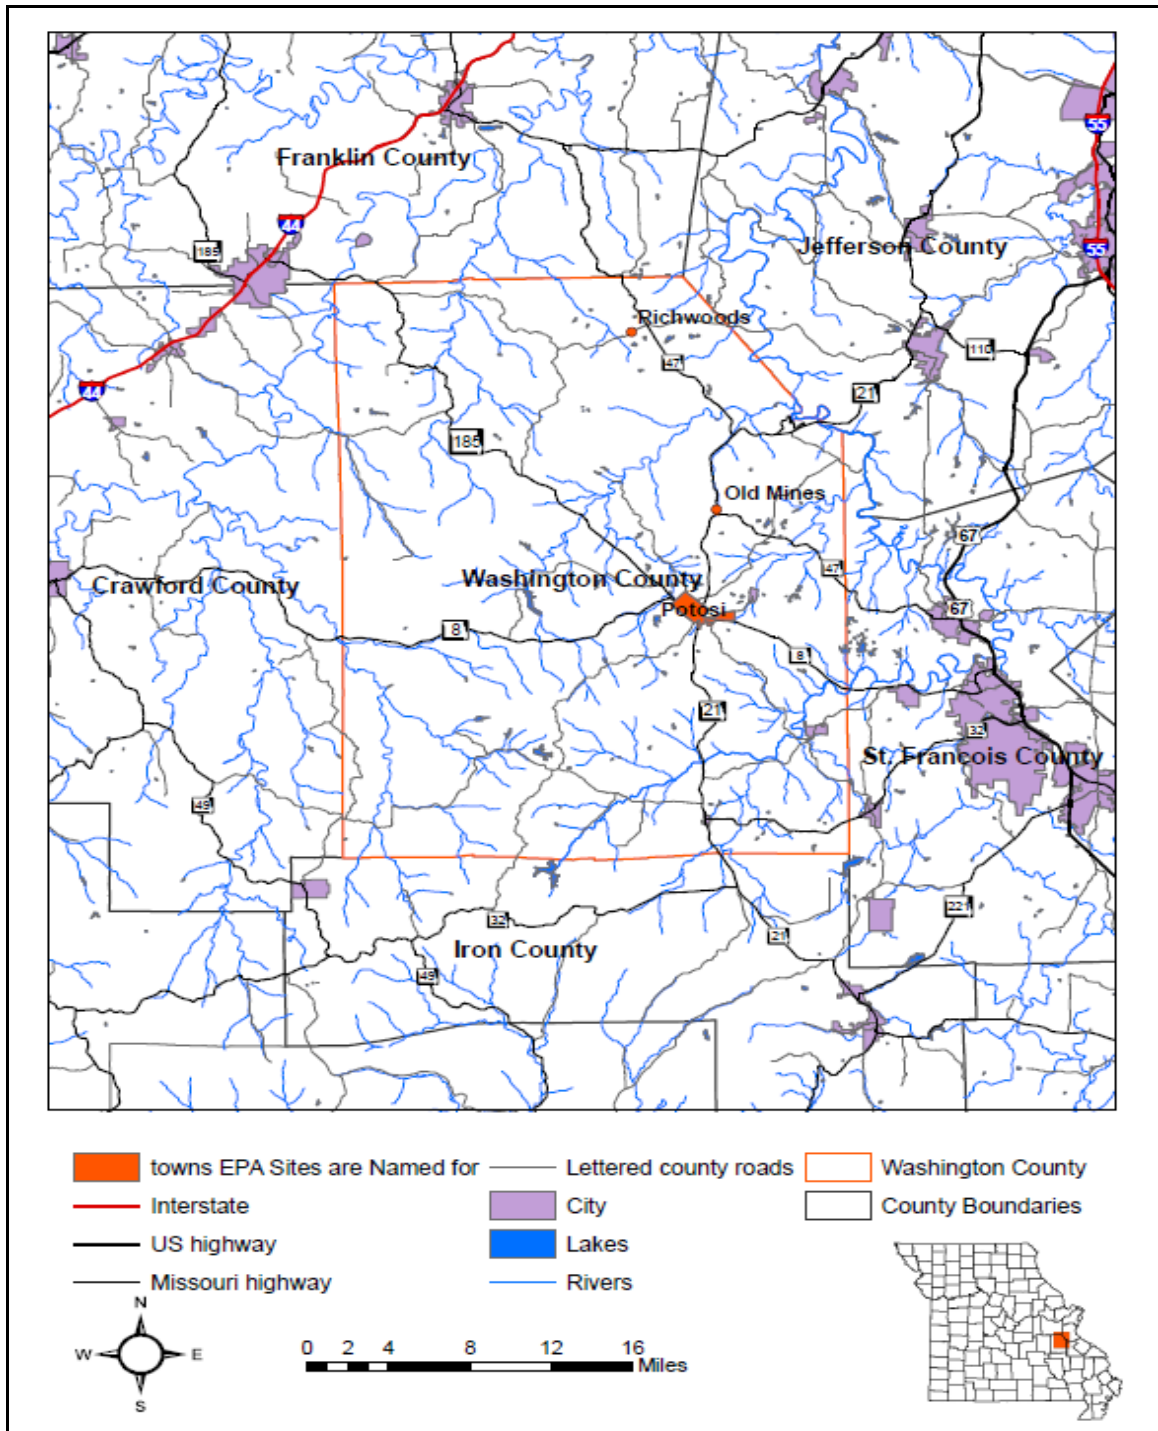 Franklin County
55
44
185
Jefferson County
55
Richwoods
110
47
44
21
185
Old Mines
67
47
Crawford County
Washington County
Potosi
67
8
8
21
32
St. Francois County
49
221
32
21
Iron County
49
towns EPA Sites are Named for
Lettered county roads
Washington County
Interstate
City
County Boundaries
US highway
Lakes
Missouri highway
Rivers
N
W E
S
0 2 4 8 12 16
Miles